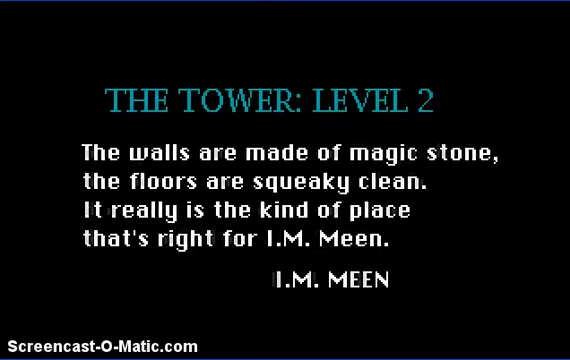 THE TOWER: LEVEL 2
The walls are made of magic stone,
the floors are squeaky clean.
It really is the kind of place
that's right for I.M. Meen.
I.M. MEEN
Screencast-O-Matic.com